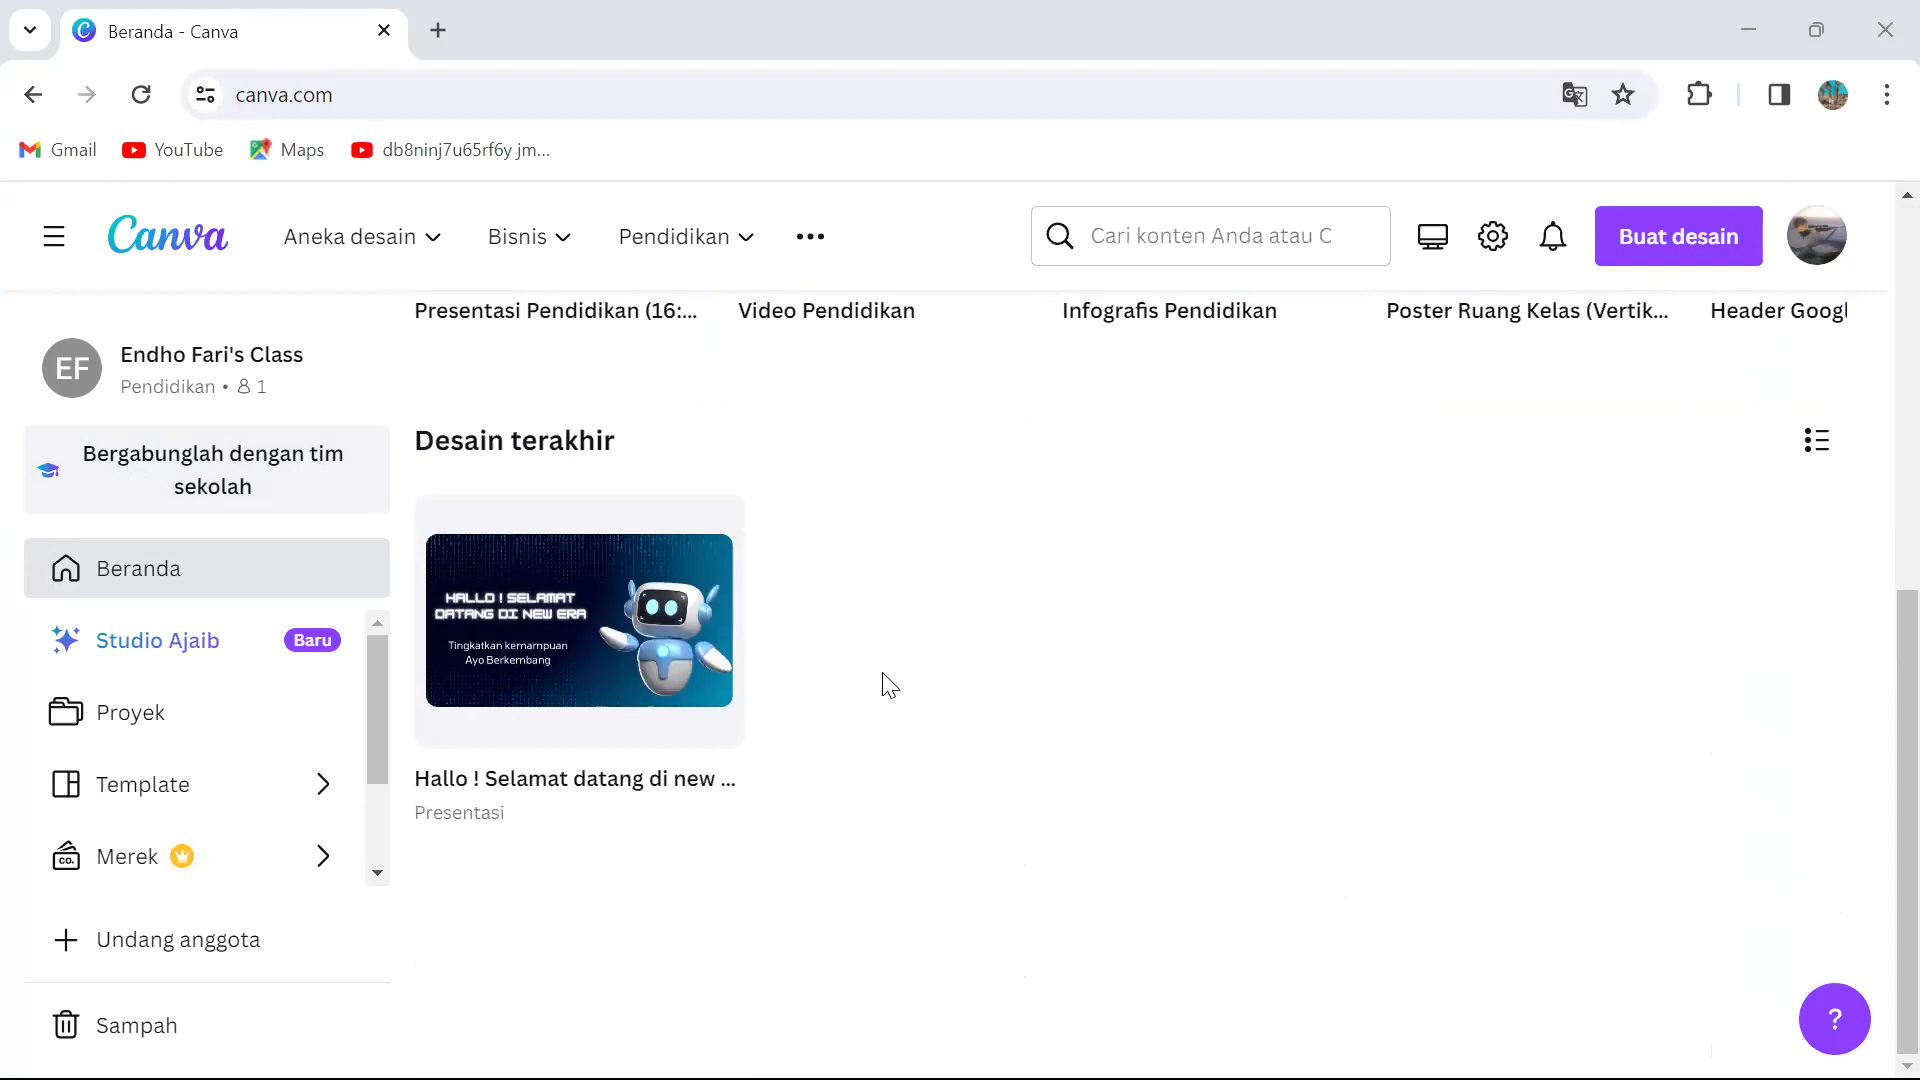 Beranda - Canva
canva.com
Gmail
YouTube
Maps
db8ninj7u65rf6y jm...
Canva
Aneka desain
Bisnis
Pendidikan
Cari konten Anda atau C
Buat desain
Presentasi Pendidikan (16:...
Video Pendidikan
Infografis Pendidikan
Poster Ruang Kelas (Vertik...
Header Googl
EF
Endho Fari's Class
Pendidikan • 1
Bergabunglah dengan tim
sekolah
Beranda
Studio Ajaib
Baru
Proyek
Template
CO.
Merek
Undang anggota
Sampah
Desain terakhir
HALLO ! SELAMAT
DATANG DI NEW ERA
Tingkatkan kemampuan
Ayo Berkembang
Hallo ! Selamat datang di new ...
Presentasi
?